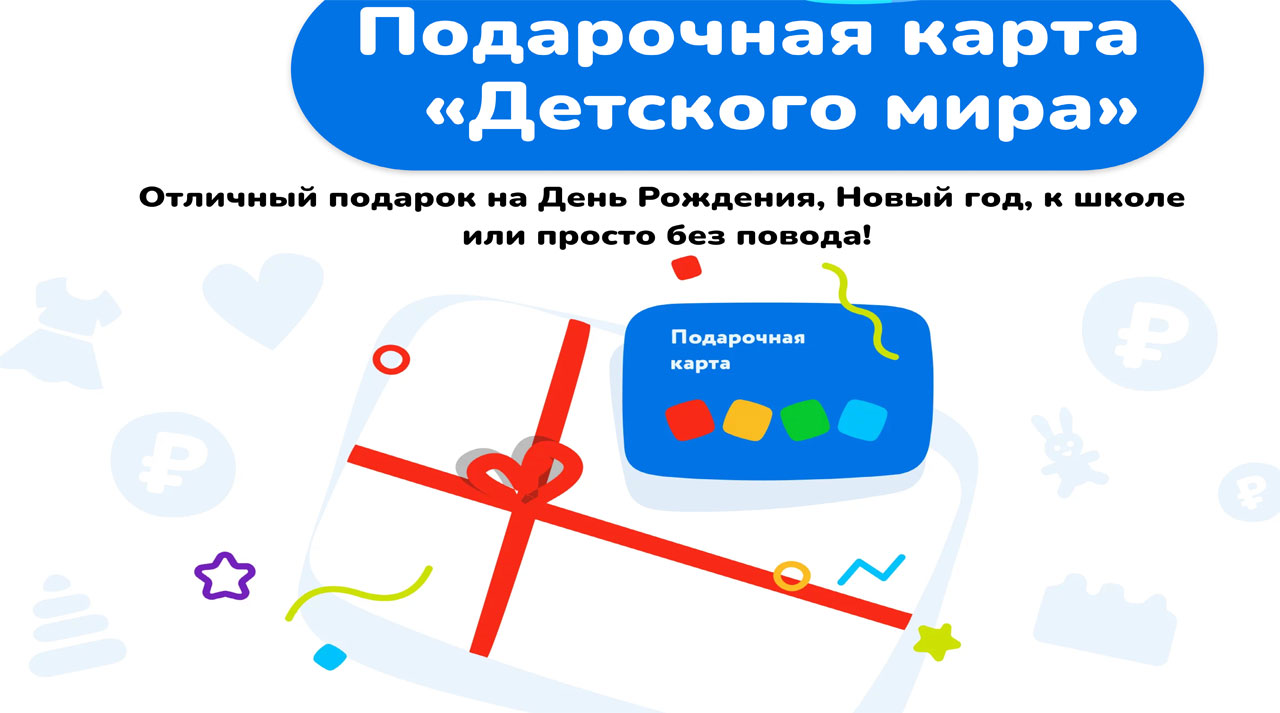 Подарочная карта
«Детского мира»
Отличный подарок на День Рождения, Новый год, к школе
или просто без повода!
Подарочная
карта